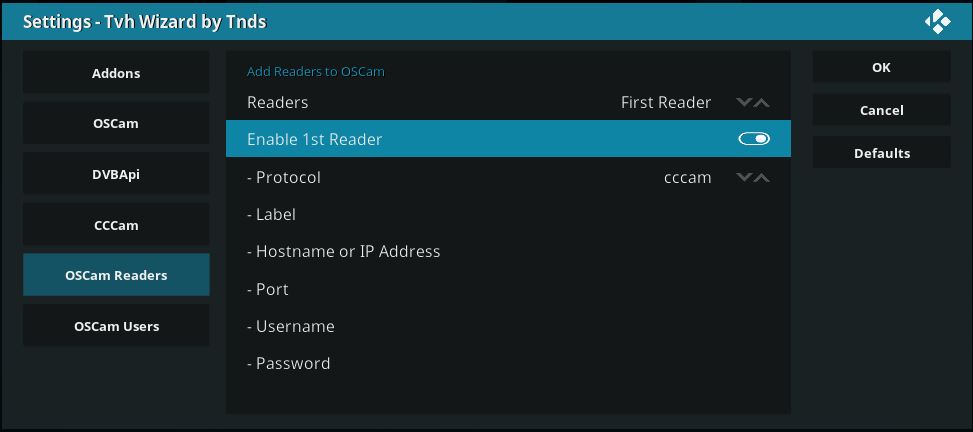 Settings - Tvh Wizard by Tnds
Addons
OSCam
DVBApi
CCCam
OSCam Readers
OSCam Users
Add Readers to OSCam
Readers First Reader
Enable 1st Reader
- Protocol cccam
- Label
- Hostname or IP Address
- Port
- Username
- Password
OK
Cancel
Defaults